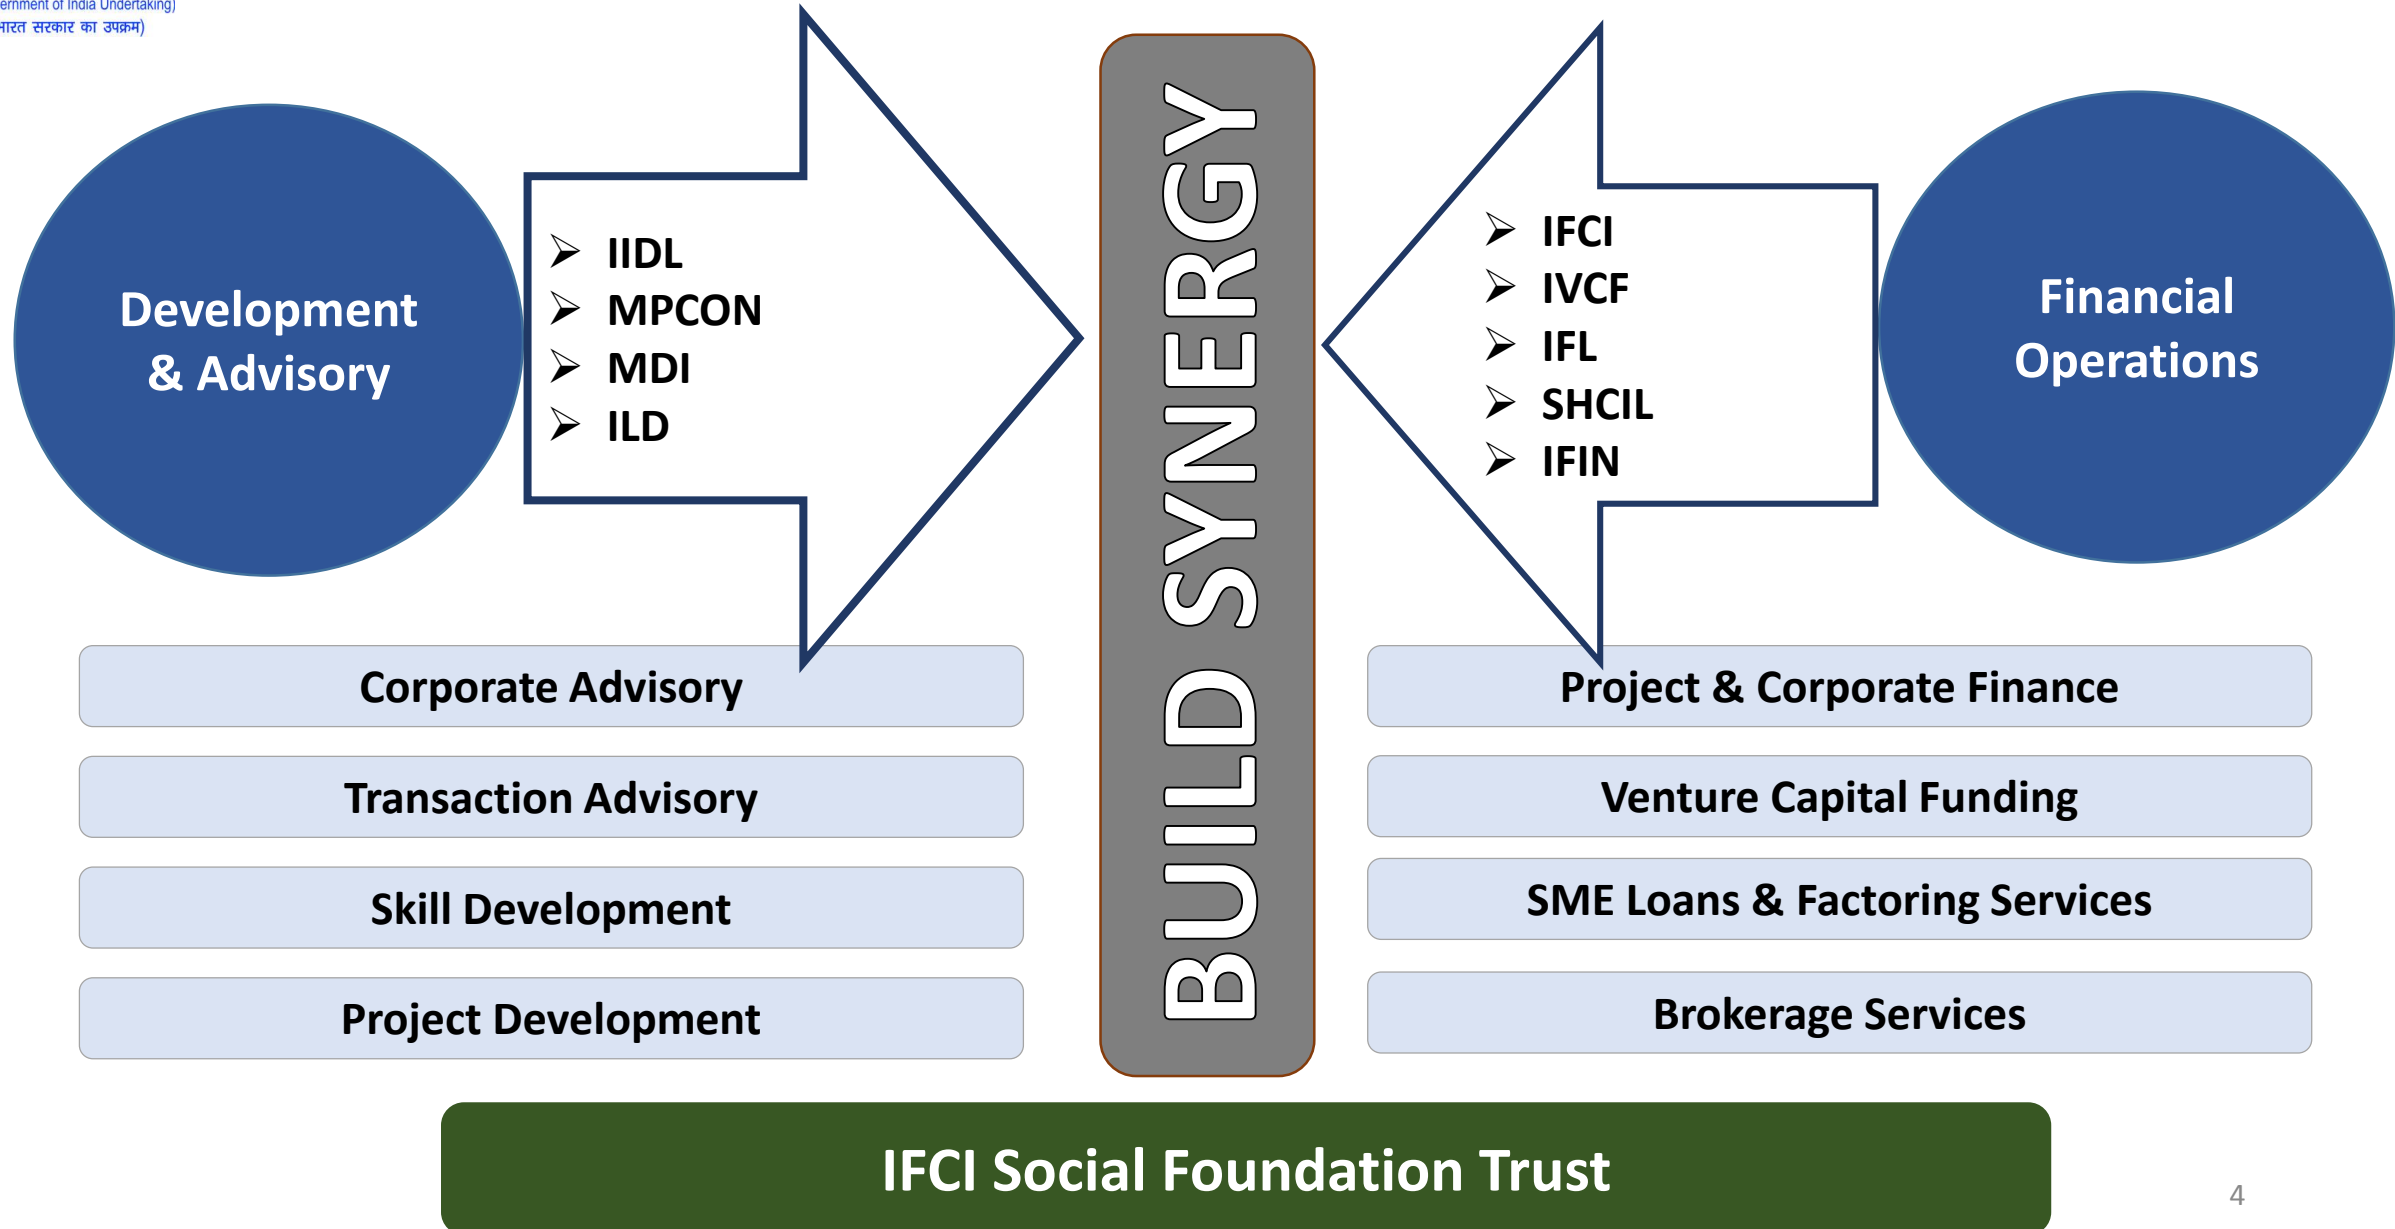 ernment of India Undertaking)
भारत सरकार का उपक्रम)
Development
& Advisory
IIDL
MPCON
MDI
ILD
BUILD SYNERGY
IFCI
IVCF
IFL
SHCIL
IFIN
Financial
Operations
Corporate Advisory
Transaction Advisory
Skill Development
Project Development
Project & Corporate Finance
Venture Capital Funding
SME Loans & Factoring Services
Brokerage Services
IFCI Social Foundation Trust
4